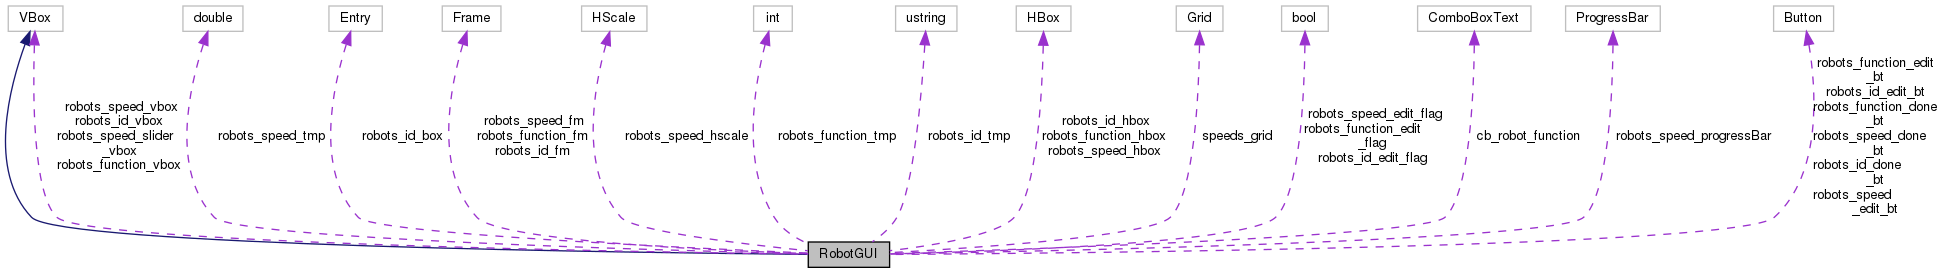 VBox
double
Entry
Frame
HScale
int
ustring
HBox
Grid
bool
ComboBoxText
ProgressBar
Button
robots_speed_vbox
robots_id_vbox
robots_speed_slider
_vbox
robots_function_vbox
robots_speed_tmp
robots_id_box
robots_speed_fm
robots_function_fm
robots_id_fm
robots_speed_hscale
robots_function_tmp
robots_id_tmp
robots_id_hbox
robots_function_hbox
robots_speed_hbox
speeds_grid
robots_speed_edit_flag
robots_function_edit
_flag
robots_id_edit_flag
cb_robot_function
robots_speed_progressBar
robots_function_edit
_bt
robots_id_edit_bt
robots_function_done
_bt
robots_speed_done
_bt
robots_id_done
_bt
robots_speed
_edit_bt
RobotGUI